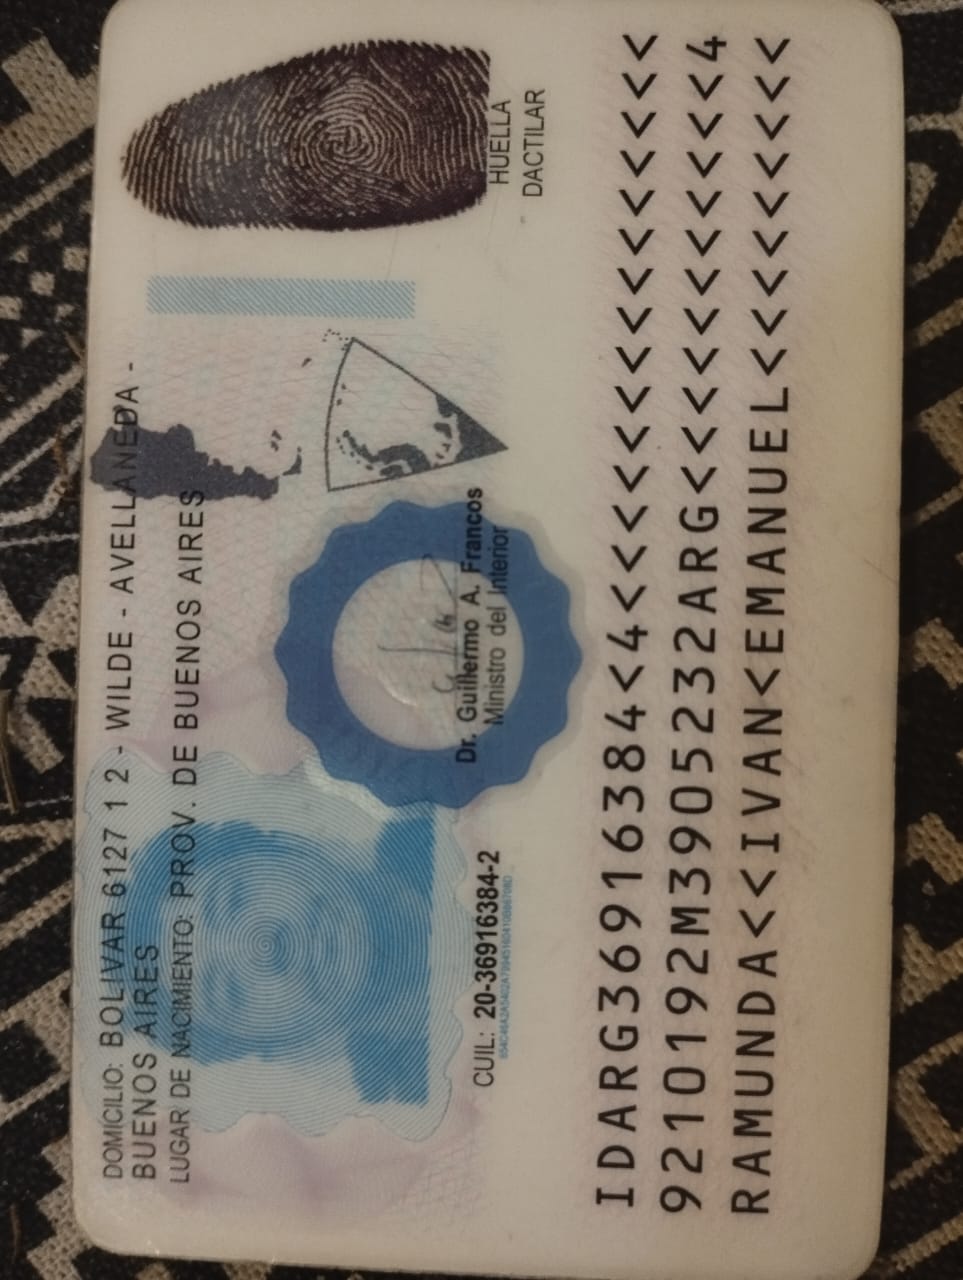 DOMICILIO: BOLIVAR 6127 1 2 - WILDE - AVELLANEDA -
BUENOS AIRES
LUGAR DE NACIMIENTO: PROV. DE BUENOS AIRES
HUELLA
DACTILAR
Dr. Guillermo A. Francos
Ministro del Interior
CUIL: 20-36916384-2
IDARG36916384<4<<<<<<<<<<<<<<<
9210192M3905232ARG<<<<<<<<<<<4
RAMUNDA<<IVAN<EMANUEL<<<<<<<<<